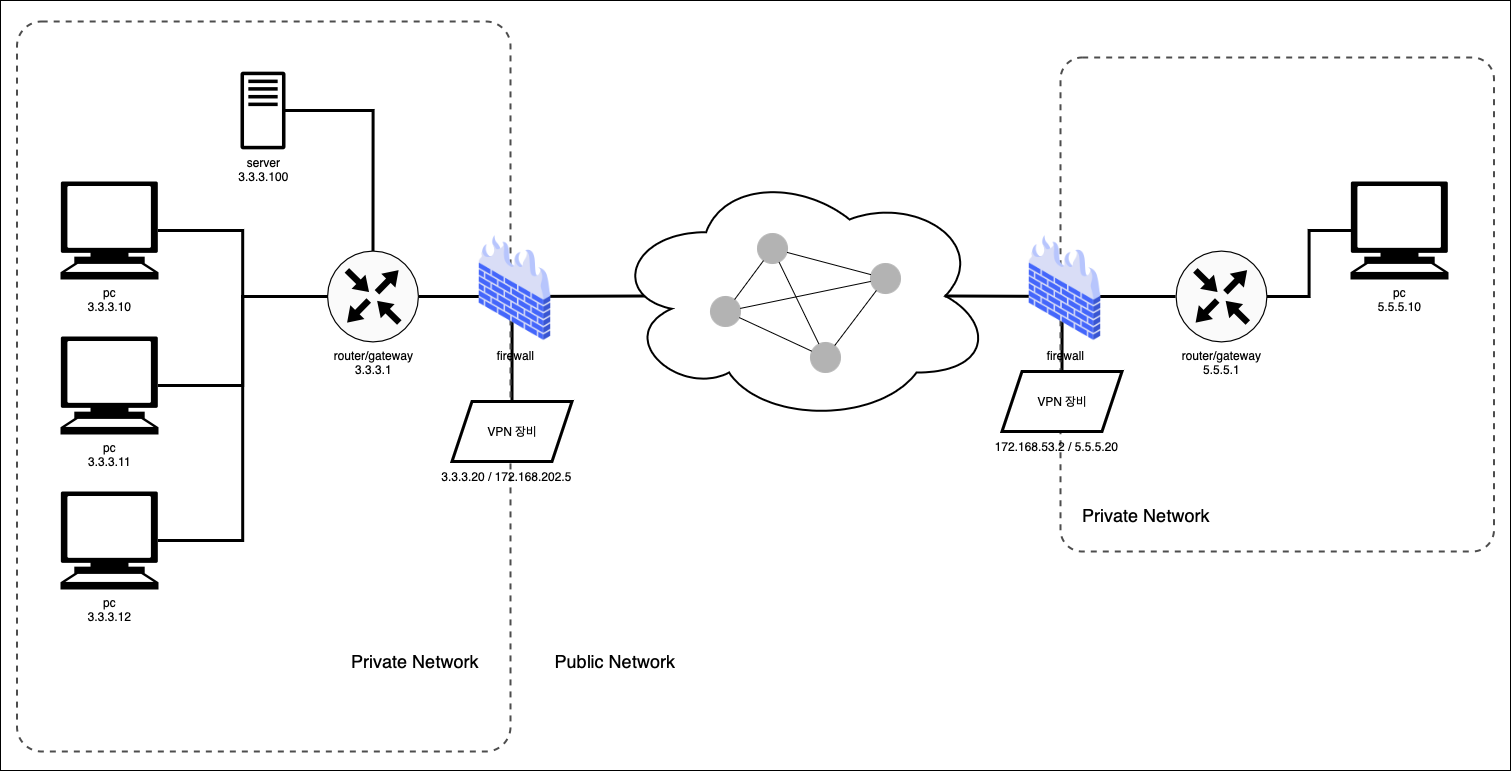 server
3.3.3.100
pc
3.3.3.10
pc
3.3.3.11
pc
3.3.3.12
router/gateway
3.3.3.1
firewall
VPN 장비
3.3.3.20 / 172.168.202.5
Private Network
Public Network
firewall
VPN 장비
172.168.53.2 / 5.5.5.20
router/gateway
5.5.5.1
pc
5.5.5.10
Private Network